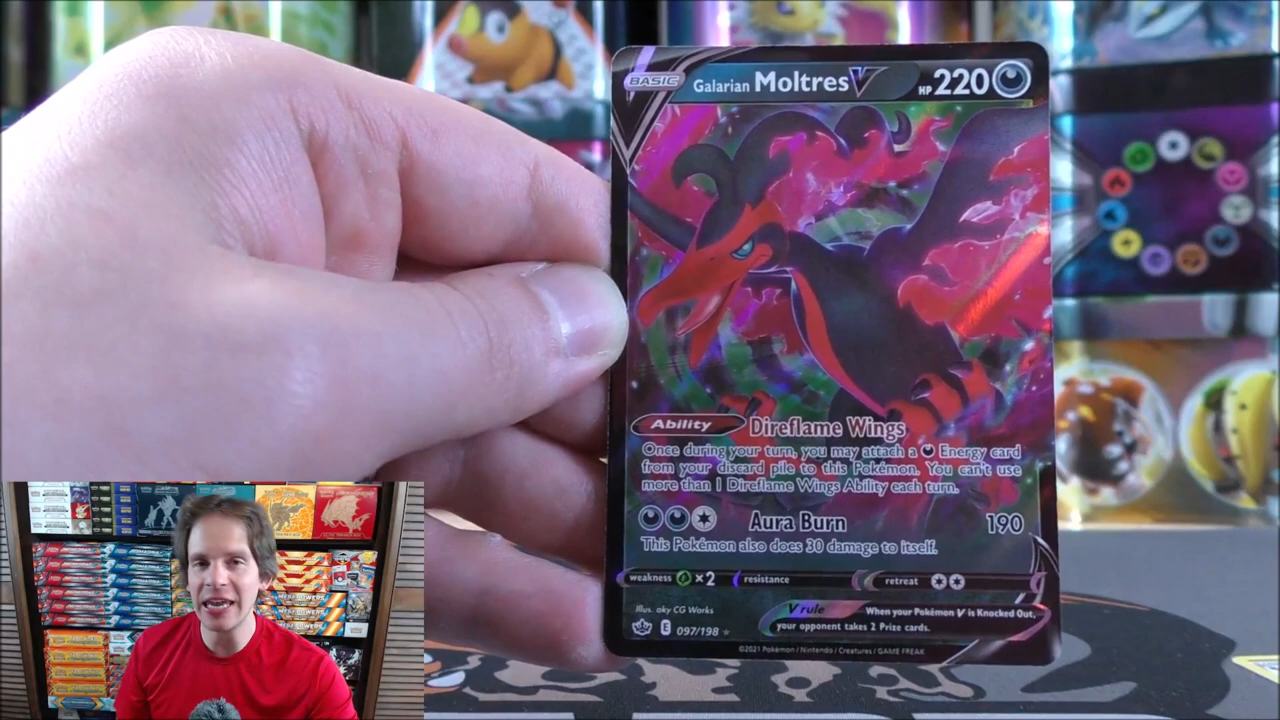 BASIC
Galarian Moltres V HP 220
Ability Direflame Wings
Once during your turn, you may attach a Energy card
from your discard pile to this Pokémon. You can't use
more than 1 Direflame Wings Ability each turn.
Aura Burn 190
This Pokémon also does 30 damage to itself.
weakness ×2 resistance retreat
Illus. aky CG Works
V rule When your Pokémon V is Knocked Out,
your opponent takes 2 Prize cards.
E 097/198
©2021 Pokémon / Nintendo / Creatures / GAME FREAK